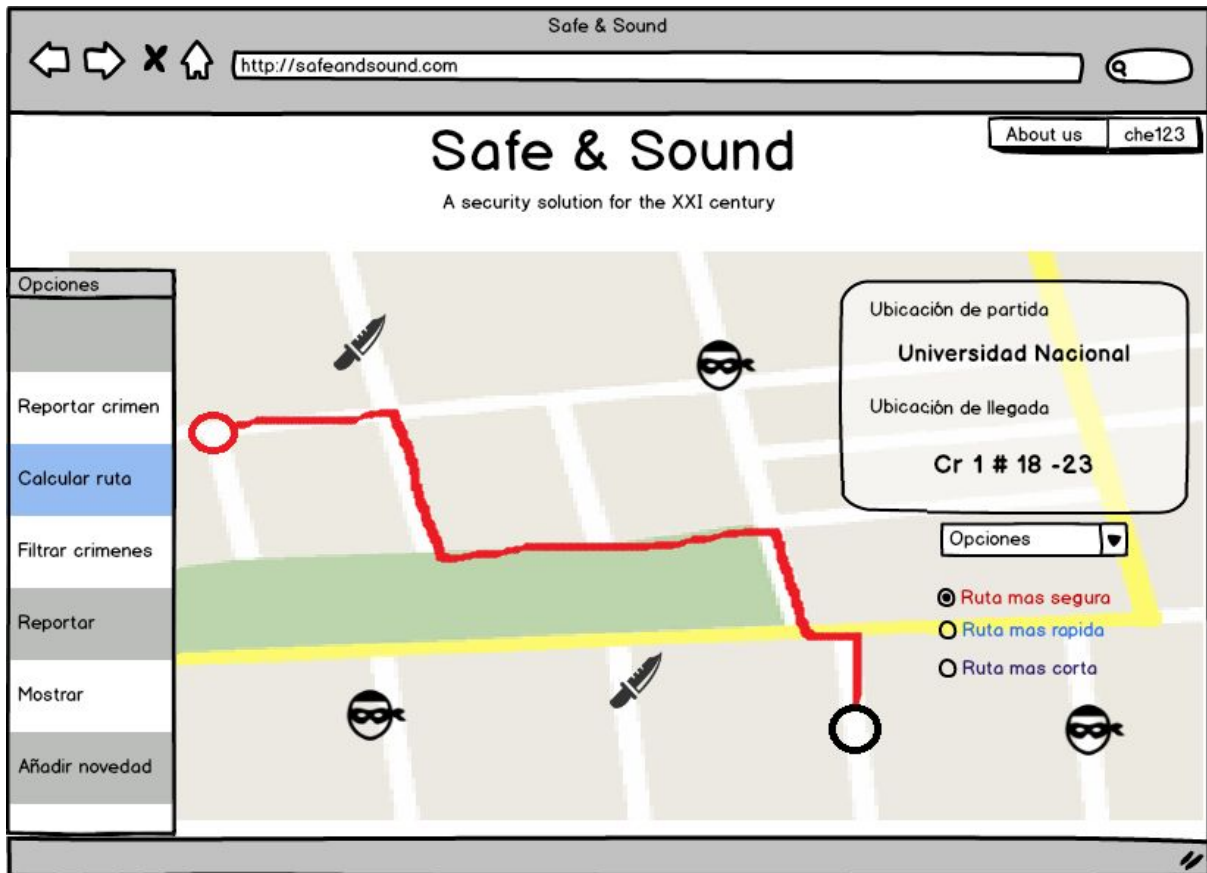 Safe & Sound
http://safeandsound.com
About us
che123
Safe & Sound
A security solution for the XXI century
Opciones
Reportar crimen
Calcular ruta
Filtrar crimenes
Reportar
Mostrar
Añadir novedad
Ubicación de partida
Universidad Nacional
Ubicación de llegada
Cr 1 # 18 -23
Opciones
Ruta mas segura
Ruta mas rapida
Ruta mas corta